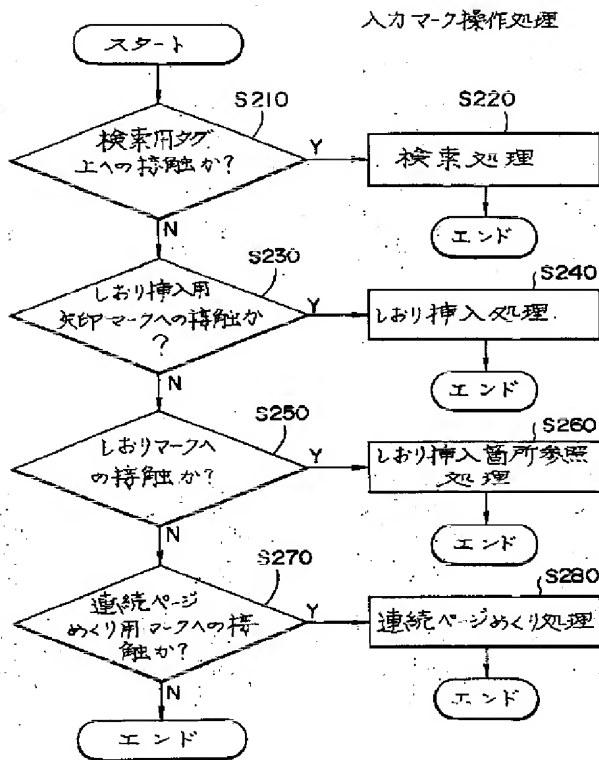 入力マーク操作処理
スタート
S210
検索用タグ
上への接触か?
Y
S220
検索処理
エンド
N
S230
しおり挿入用
矢印マークへの接触か
?
Y
S240
しおり挿入処理
エンド
N
S250
しおりマークへ
の接触か?
Y
S260
しおり挿入箇所参照
処理
エンド
N
S270
連続ページ
めくり用マークへの接
触か?
Y
S280
連続ページめくり処理
エンド
N
エンド